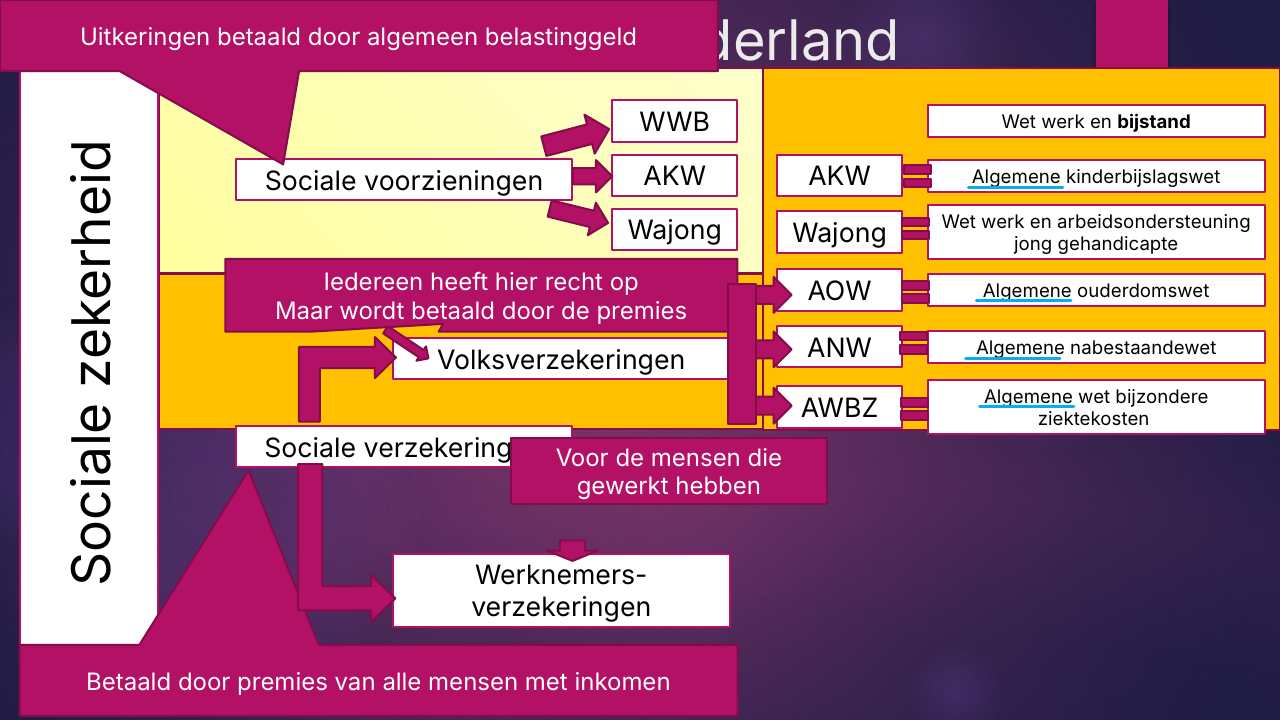 Uitkeringen betaald door algemeen belastinggeld
derland
Sociale zekerheid
Sociale voorzieningen
WWB
AKW
Wajong
Wet werk en bijstand
AKW
Algemene kinderbijslagswet
Wajong
Wet werk en arbeidsondersteuning
jong gehandicapte
Iedereen heeft hier recht op
Maar wordt betaald door de premies
AOW
Algemene ouderdomswet
Volksverzekeringen
ANW
Algemene nabestaandewet
AWBZ
Algemene wet bijzondere
ziektekosten
Sociale verzekering
Voor de mensen die
gewerkt hebben
Werknemers-
verzekeringen
Betaald door premies van alle mensen met inkomen